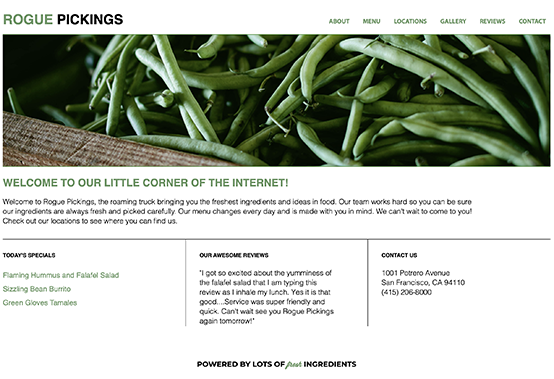 ROGUE PICKINGS
ABOUT MENU LOCATIONS GALLERY REVIEWS CONTACT
WELCOME TO OUR LITTLE CORNER OF THE INTERNET!
Welcome to Rogue Pickings, the roaming truck bringing you the freshest ingredients and ideas in food. Our team works hard so you can be sure
our ingredients are always fresh and picked carefully. Our menu changes every day and is made with you in mind. We can't wait to come to you!
Check out our locations to see where you can find us.
TODAY'S SPECIALS
Flaming Hummus and Falafel Salad
Sizzling Bean Burrito
Green Gloves Tamales
OUR AWESOME REVIEWS
"I got so excited about the yumminess of
the falafel salad that I am typing this
review as I inhale my lunch. Yes it is that
good....Service was super friendly and
quick. Can't wait see you Rogue Pickings
again tomorrow!"
CONTACT US
1001 Potrero Avenue
San Francisco, CA 94110
(415) 206-8000
POWERED BY LOTS OF fresh INGREDIENTS